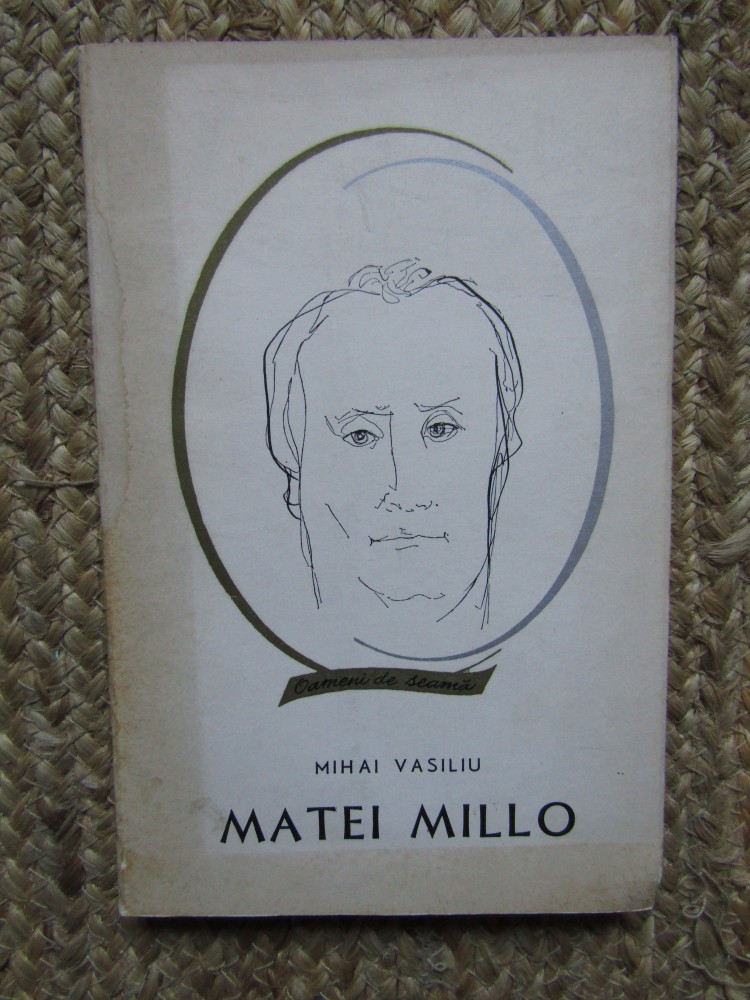 Oameni de seamă
MIHAI VASILIU
MATEI MILLO